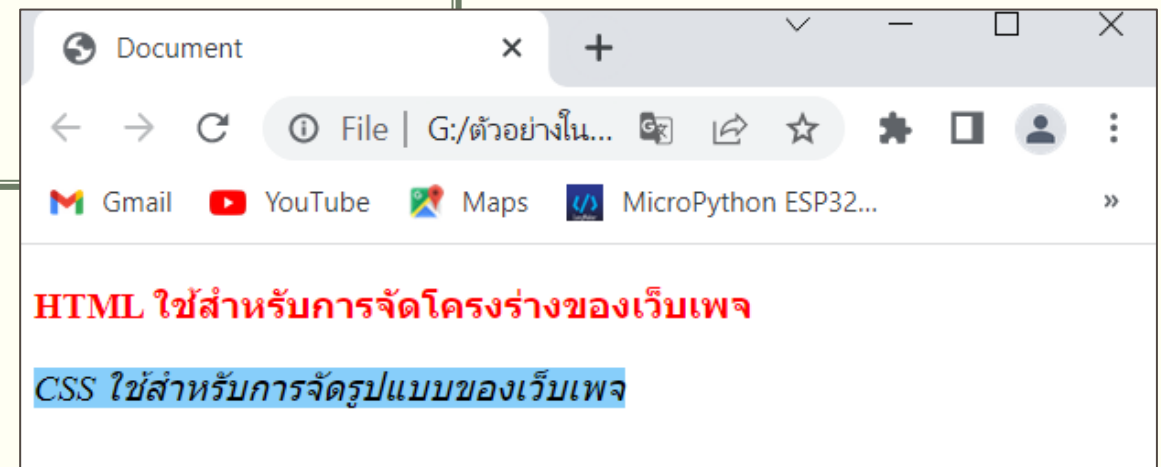 Document
File | G:/ตัวอย่างใน...
Gmail YouTube Maps MicroPython ESP32... »
HTML ใช้สำหรับการจัดโครงร่างของเว็บเพจ
CSS ใช้สำหรับการจัดรูปแบบของเว็บเพจ